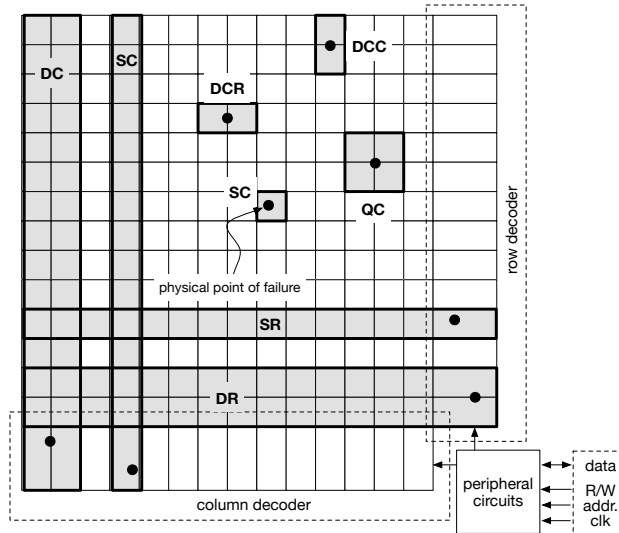 DCC
SC
DC
DCR
SC
QC
row decoder
physical point of failure
SR
DR
column decoder
peripheral
circuits
data
R/W
addr.
clk